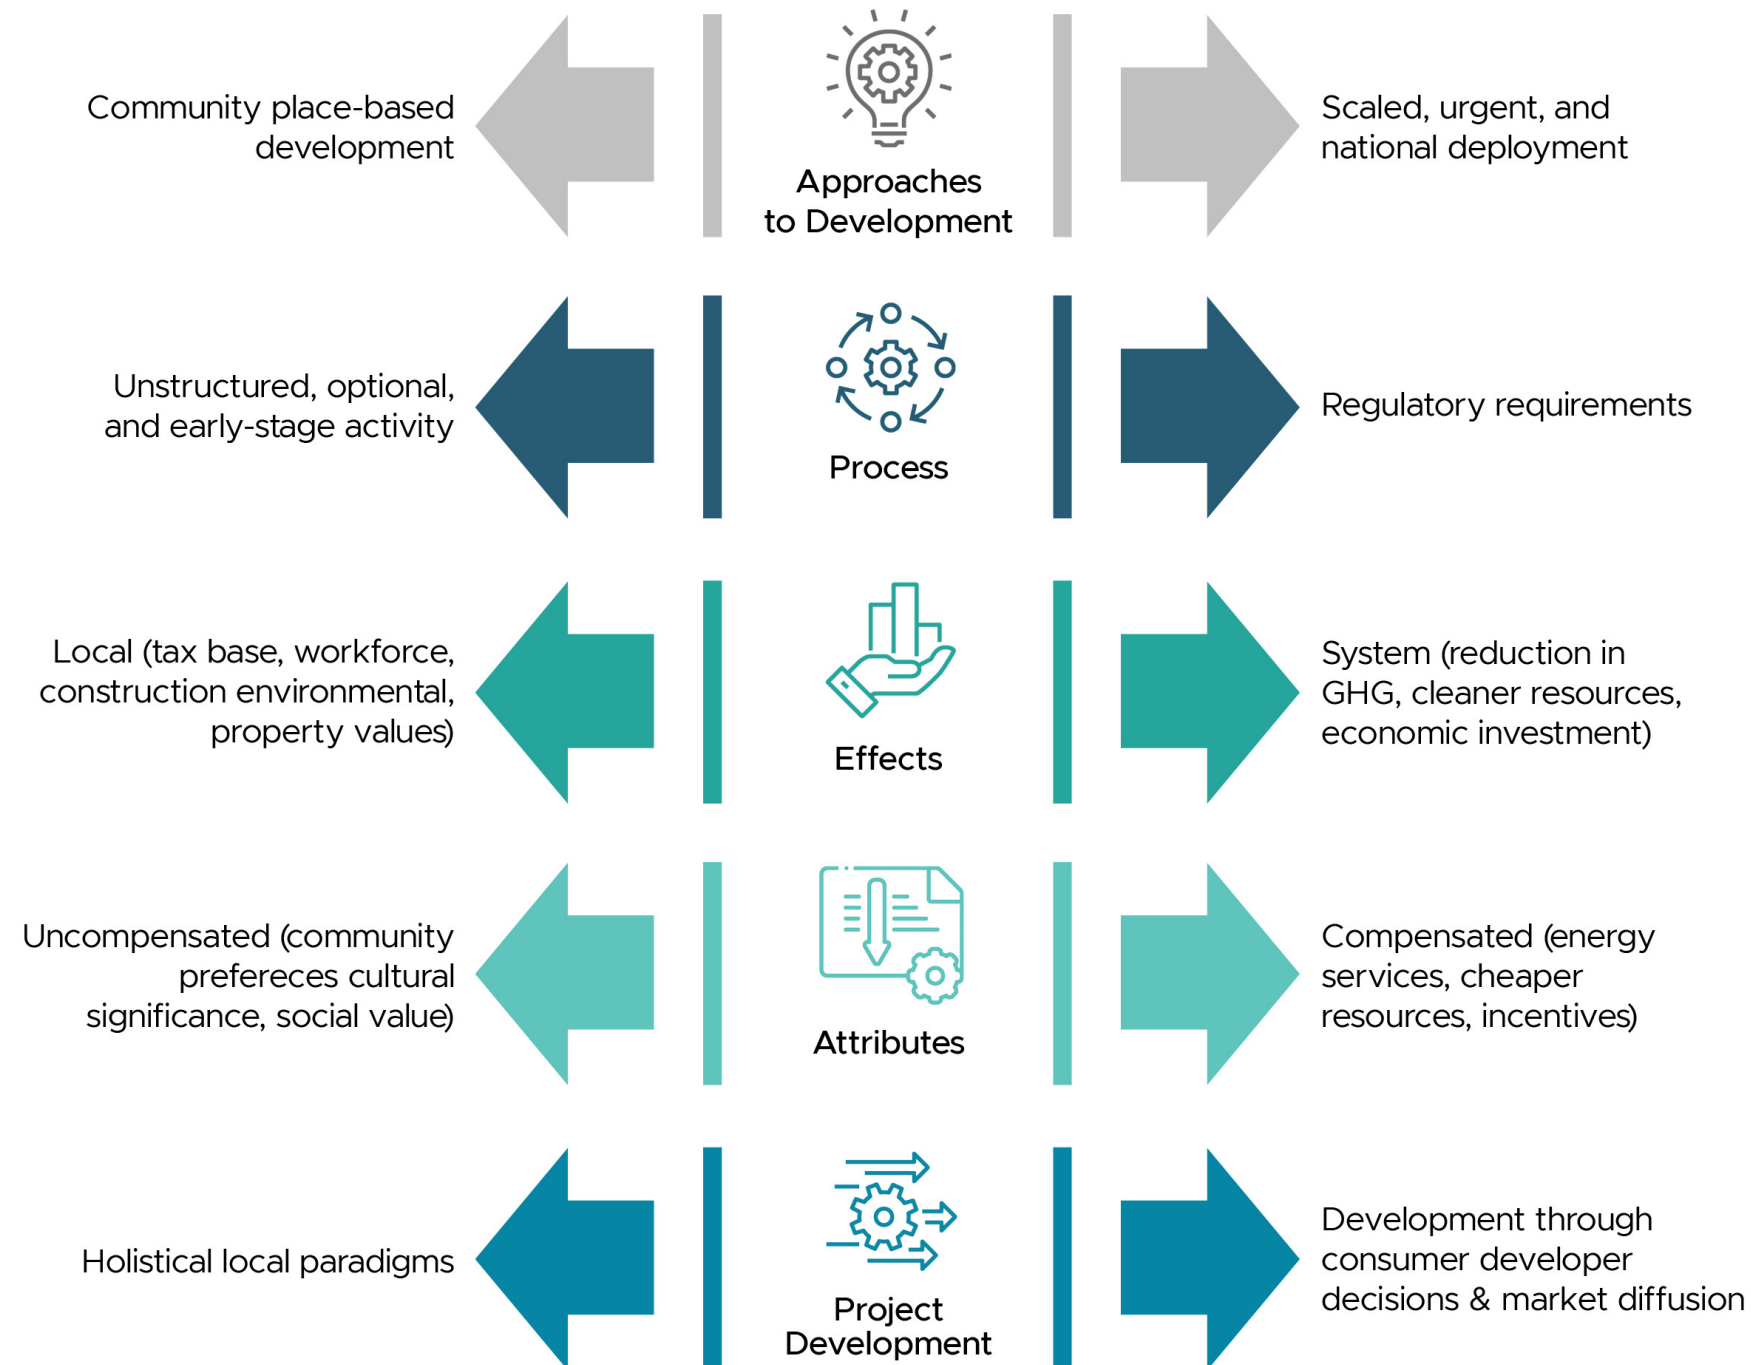 Community place-based
development
Approaches
to Development
Scaled, urgent, and
national deployment
Unstructured, optional,
and early-stage activity
Process
Regulatory requirements
Local (tax base, workforce,
construction environmental,
property values)
Effects
System (reduction in
GHG, cleaner resources,
economic investment)
Uncompensated (community
prefereces cultural
significance, social value)
Attributes
Compensated (energy
services, cheaper
resources, incentives)
Holistical local paradigms
Project
Development
Development through
consumer developer
decisions & market diffusion